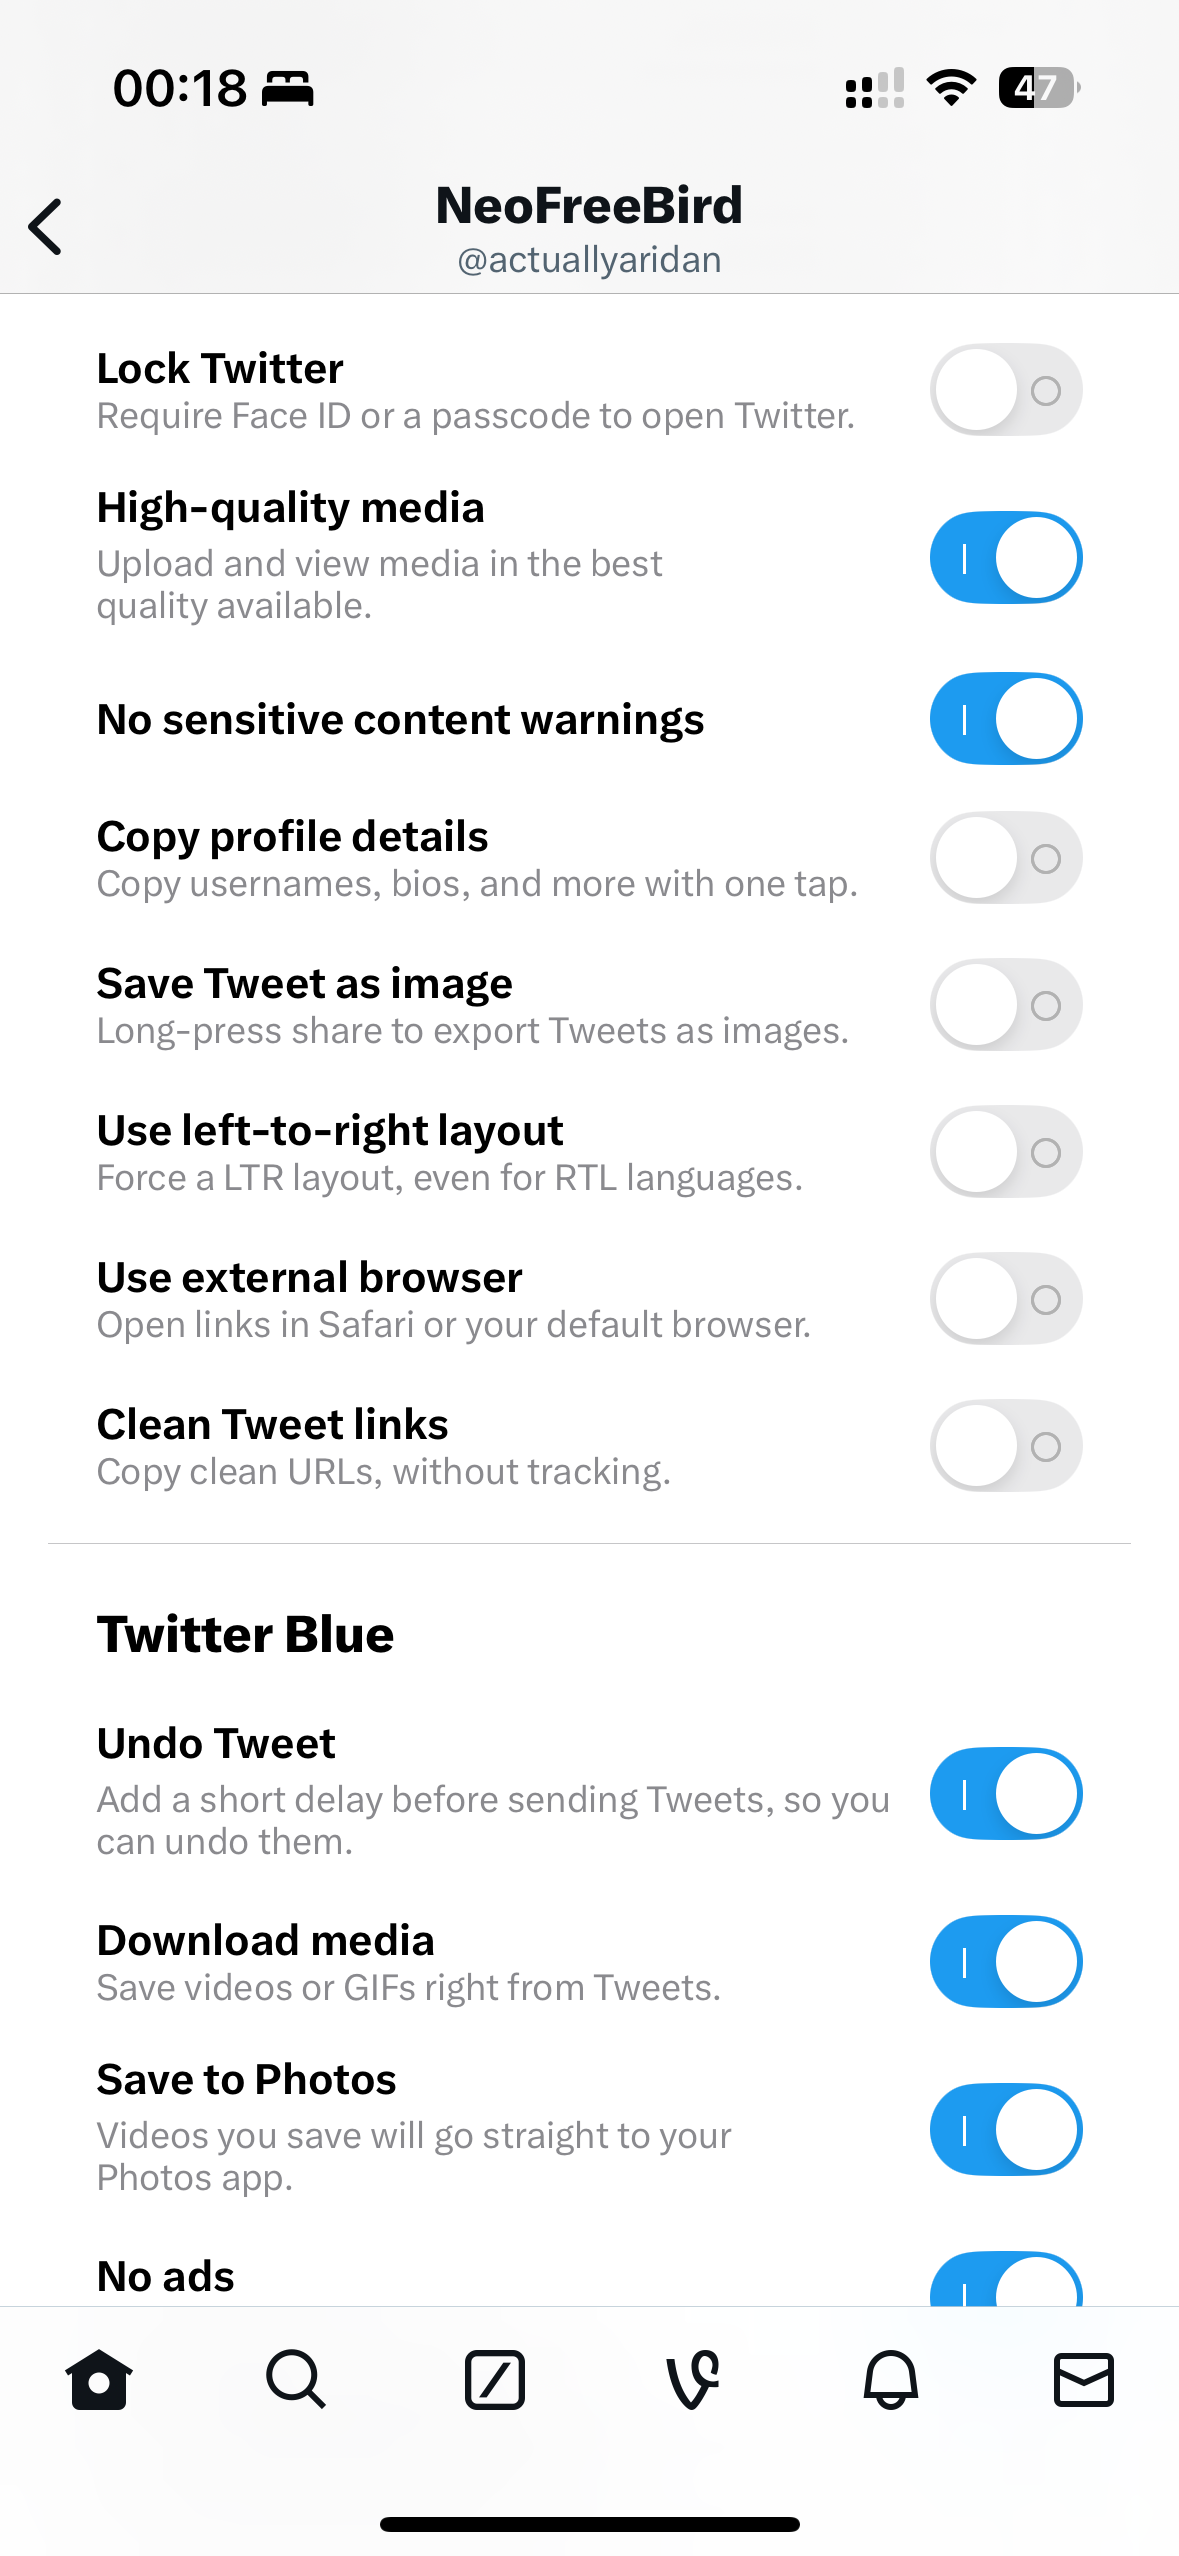 00:18
47
NeoFreeBird
@actuallyaridan
Lock Twitter
Require Face ID or a passcode to open Twitter.
High-quality media
Upload and view media in the best
quality available.
No sensitive content warnings
Copy profile details
Copy usernames, bios, and more with one tap.
Save Tweet as image
Long-press share to export Tweets as images.
Use left-to-right layout
Force a LTR layout, even for RTL languages.
Use external browser
Open links in Safari or your default browser.
Clean Tweet links
Copy clean URLs, without tracking.
Twitter Blue
Undo Tweet
Add a short delay before sending Tweets, so you
can undo them.
Download media
Save videos or GIFs right from Tweets.
Save to Photos
Videos you save will go straight to your
Photos app.
No ads